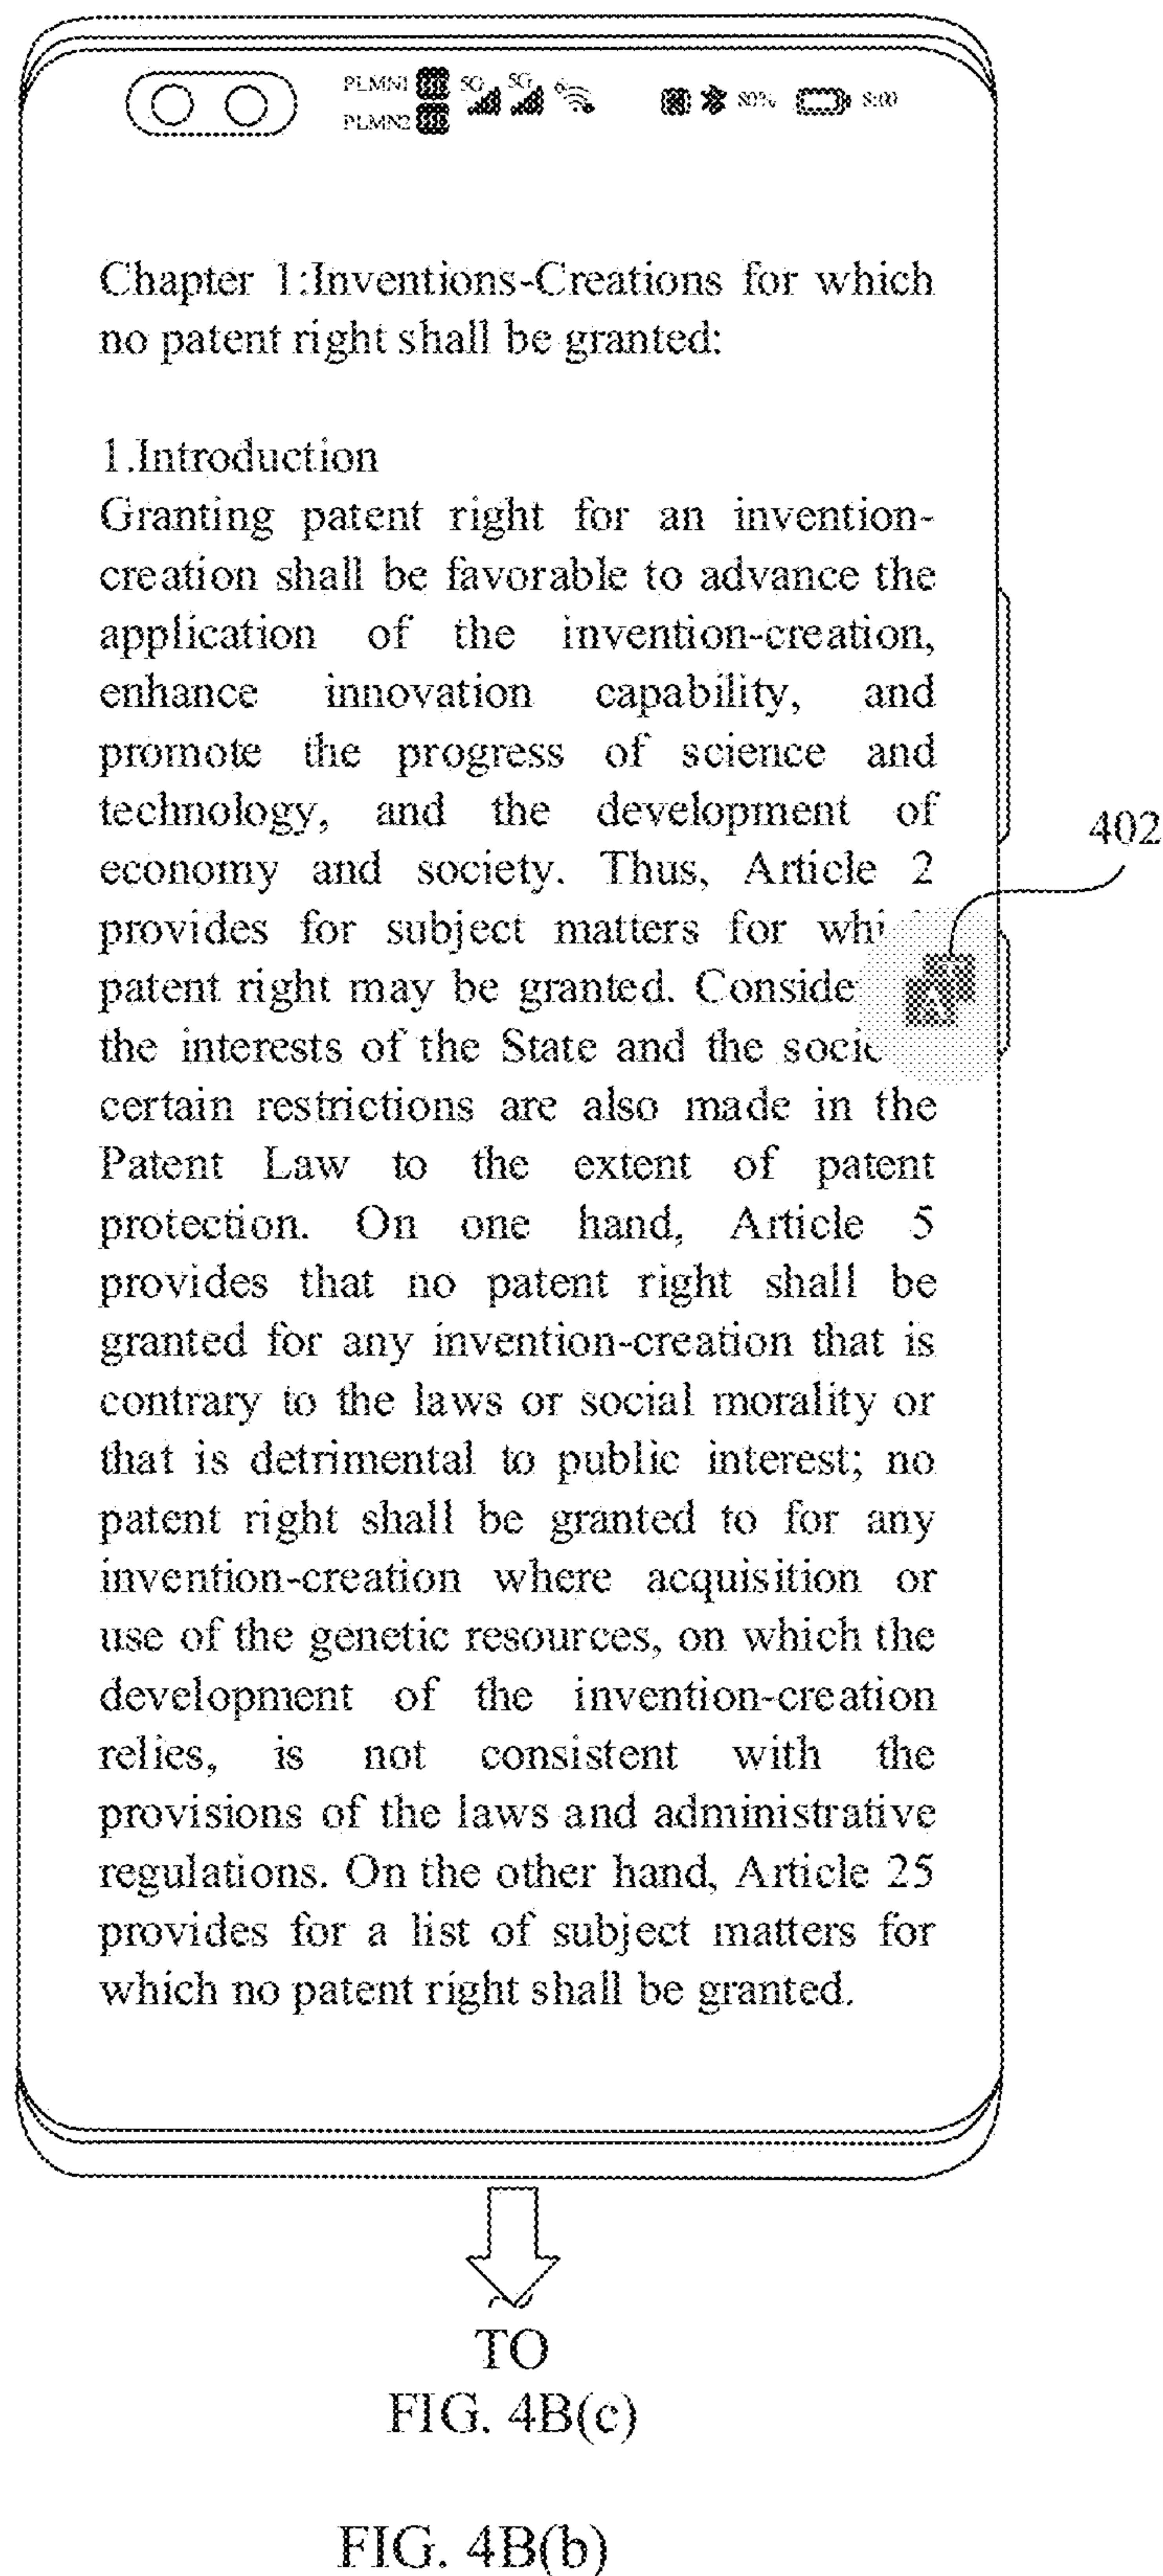 PLMN1 5G 5G 6
PLMN2 80% 8:00
Chapter 1:Inventions-Creations for which
no patent right shall be granted:
1.Introduction
Granting patent right for an invention-
creation shall be favorable to advance the
application of the invention-creation,
enhance innovation capability, and
promote the progress of science and
technology, and the development of
economy and society. Thus, Article 2
provides for subject matters for whi
patent right may be granted. Conside
the interests of the State and the socie
certain restrictions are also made in the
Patent Law to the extent of patent
protection. On one hand, Article 5
provides that no patent right shall be
granted for any invention-creation that is
contrary to the laws or social morality or
that is detrimental to public interest; no
patent right shall be granted to for any
invention-creation where acquisition or
use of the genetic resources, on which the
development of the invention-creation
relies, is not consistent with the
provisions of the laws and administrative
regulations. On the other hand, Article 25
provides for a list of subject matters for
which no patent right shall be granted.
402
TO
FIG. 4B(c)
FIG. 4B(b)